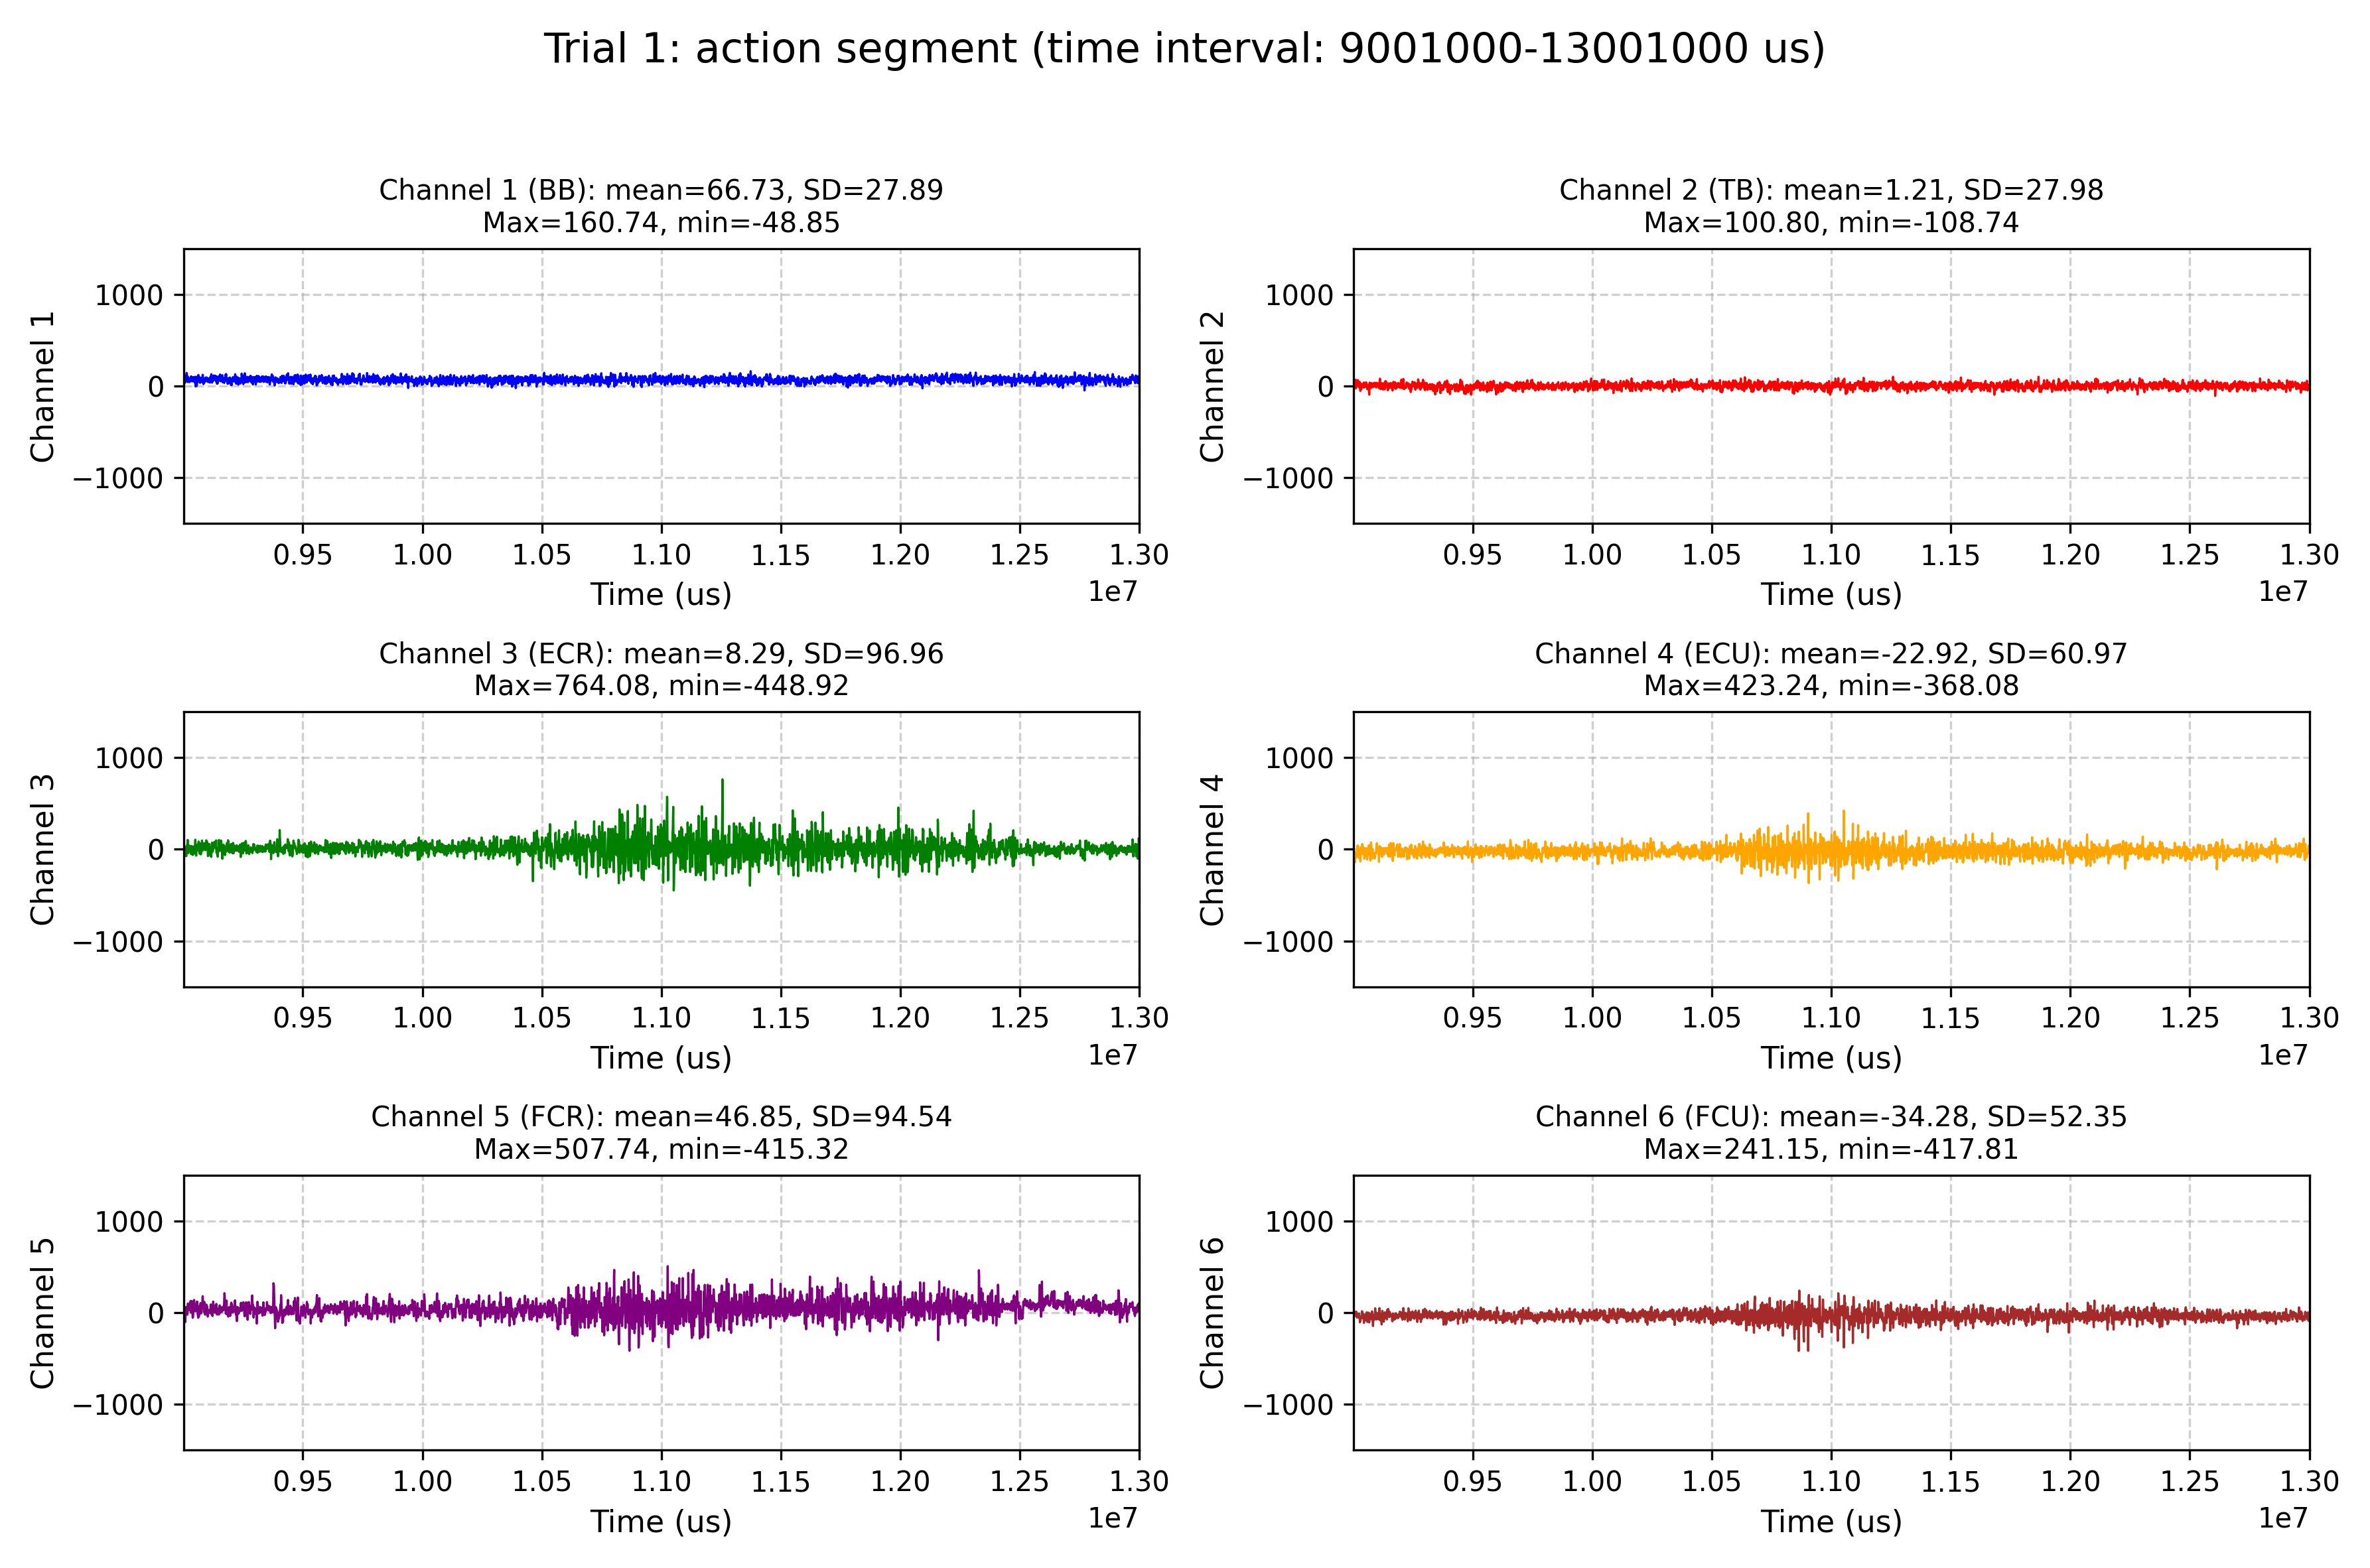 Trial 1: action segment (time interval: 9001000-13001000 us)
Channel 1 (BB): mean=66.73, SD=27.89
Max=160.74, min=-48.85
Channel 1
1000
0
−1000
0.95 1.00 1.05 1.10 1.15 1.20 1.25 1.30
Time (us)
1e7
Channel 2 (TB): mean=1.21, SD=27.98
Max=100.80, min=-108.74
Channel 2
1000
0
−1000
0.95 1.00 1.05 1.10 1.15 1.20 1.25 1.30
Time (us)
1e7
Channel 3 (ECR): mean=8.29, SD=96.96
Max=764.08, min=-448.92
Channel 3
1000
0
−1000
0.95 1.00 1.05 1.10 1.15 1.20 1.25 1.30
Time (us)
1e7
Channel 4 (ECU): mean=-22.92, SD=60.97
Max=423.24, min=-368.08
Channel 4
1000
0
−1000
0.95 1.00 1.05 1.10 1.15 1.20 1.25 1.30
Time (us)
1e7
Channel 5 (FCR): mean=46.85, SD=94.54
Max=507.74, min=-415.32
Channel 5
1000
0
−1000
0.95 1.00 1.05 1.10 1.15 1.20 1.25 1.30
Time (us)
1e7
Channel 6 (FCU): mean=-34.28, SD=52.35
Max=241.15, min=-417.81
Channel 6
1000
0
−1000
0.95 1.00 1.05 1.10 1.15 1.20 1.25 1.30
Time (us)
1e7